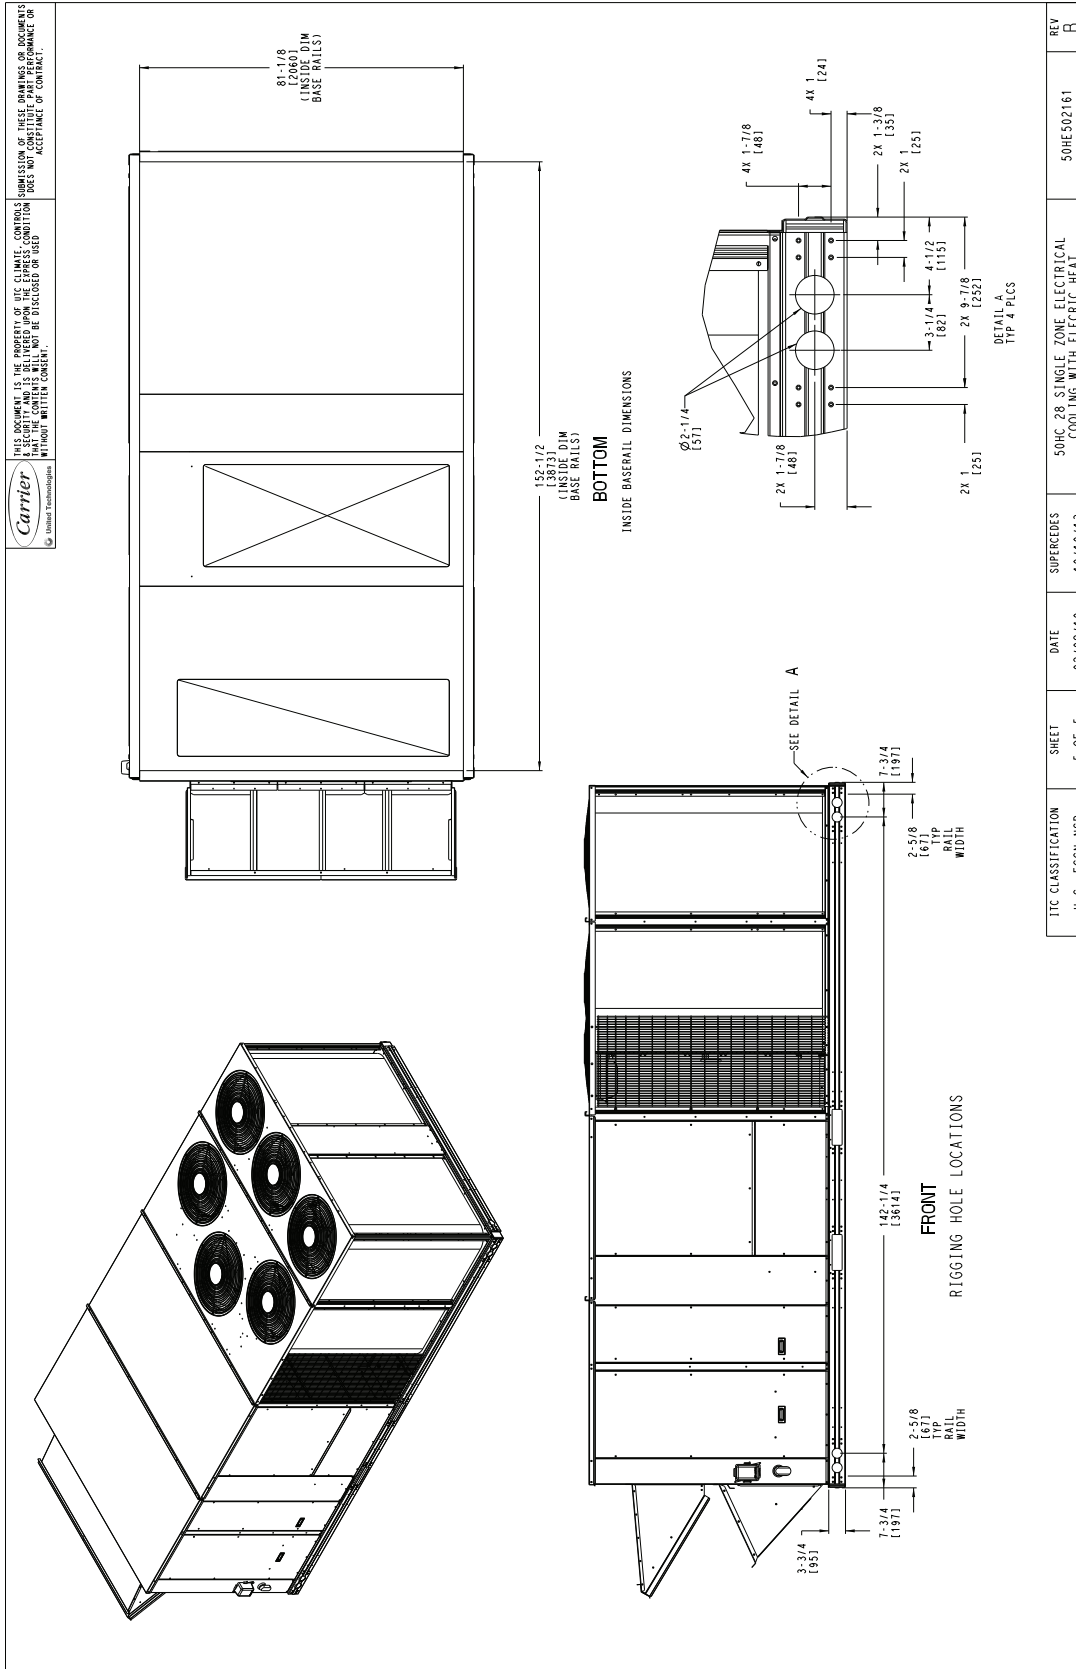 Carrier
United Technologies
THIS DOCUMENT IS THE PROPERTY OF UTC CLIMATE, CONTROLS
& SECURITY AND IS DELIVERED UPON THE EXPRESS CONDITION
THAT THE CONTENTS WILL NOT BE DISCLOSED OR USED
WITHOUT WRITTEN CONSENT.
SUBMISSION OF THESE DRAWINGS OR DOCUMENTS
DOES NOT CONSTITUTE PART PERFORMANCE OR
ACCEPTANCE OF CONTRACT.
81-1/8
[2060]
(INSIDE DIM
BASE RAILS)
152-1/2
[3873]
(INSIDE DIM
BASE RAILS)
BOTTOM
INSIDE BASERAIL DIMENSIONS
4X 1
[24]
4X 1-7/8
[48]
2X 1-3/8
[35]
2X 1
[25]
4-1/2
[115]
3-1/4
[82]
2X 9-7/8
[252]
Ø2-1/4
[57]
2X 1-7/8
[48]
2X 1
[25]
DETAIL A
TYP 4 PLCS
SEE DETAIL A
7-3/4
[197]
2-5/8
[67]
TYP
RAIL
WIDTH
142-1/4
[3614]
FRONT
RIGGING HOLE LOCATIONS
2-5/8
[67]
TYP
RAIL
WIDTH
7-3/4
[197]
3-3/4
[95]
ITC CLASSIFICATION
SHEET
DATE
SUPERCEDES
50HC 28 SINGLE ZONE ELECTRICAL
COOLING WITH ELECRIC HEAT
50HE502161
REV